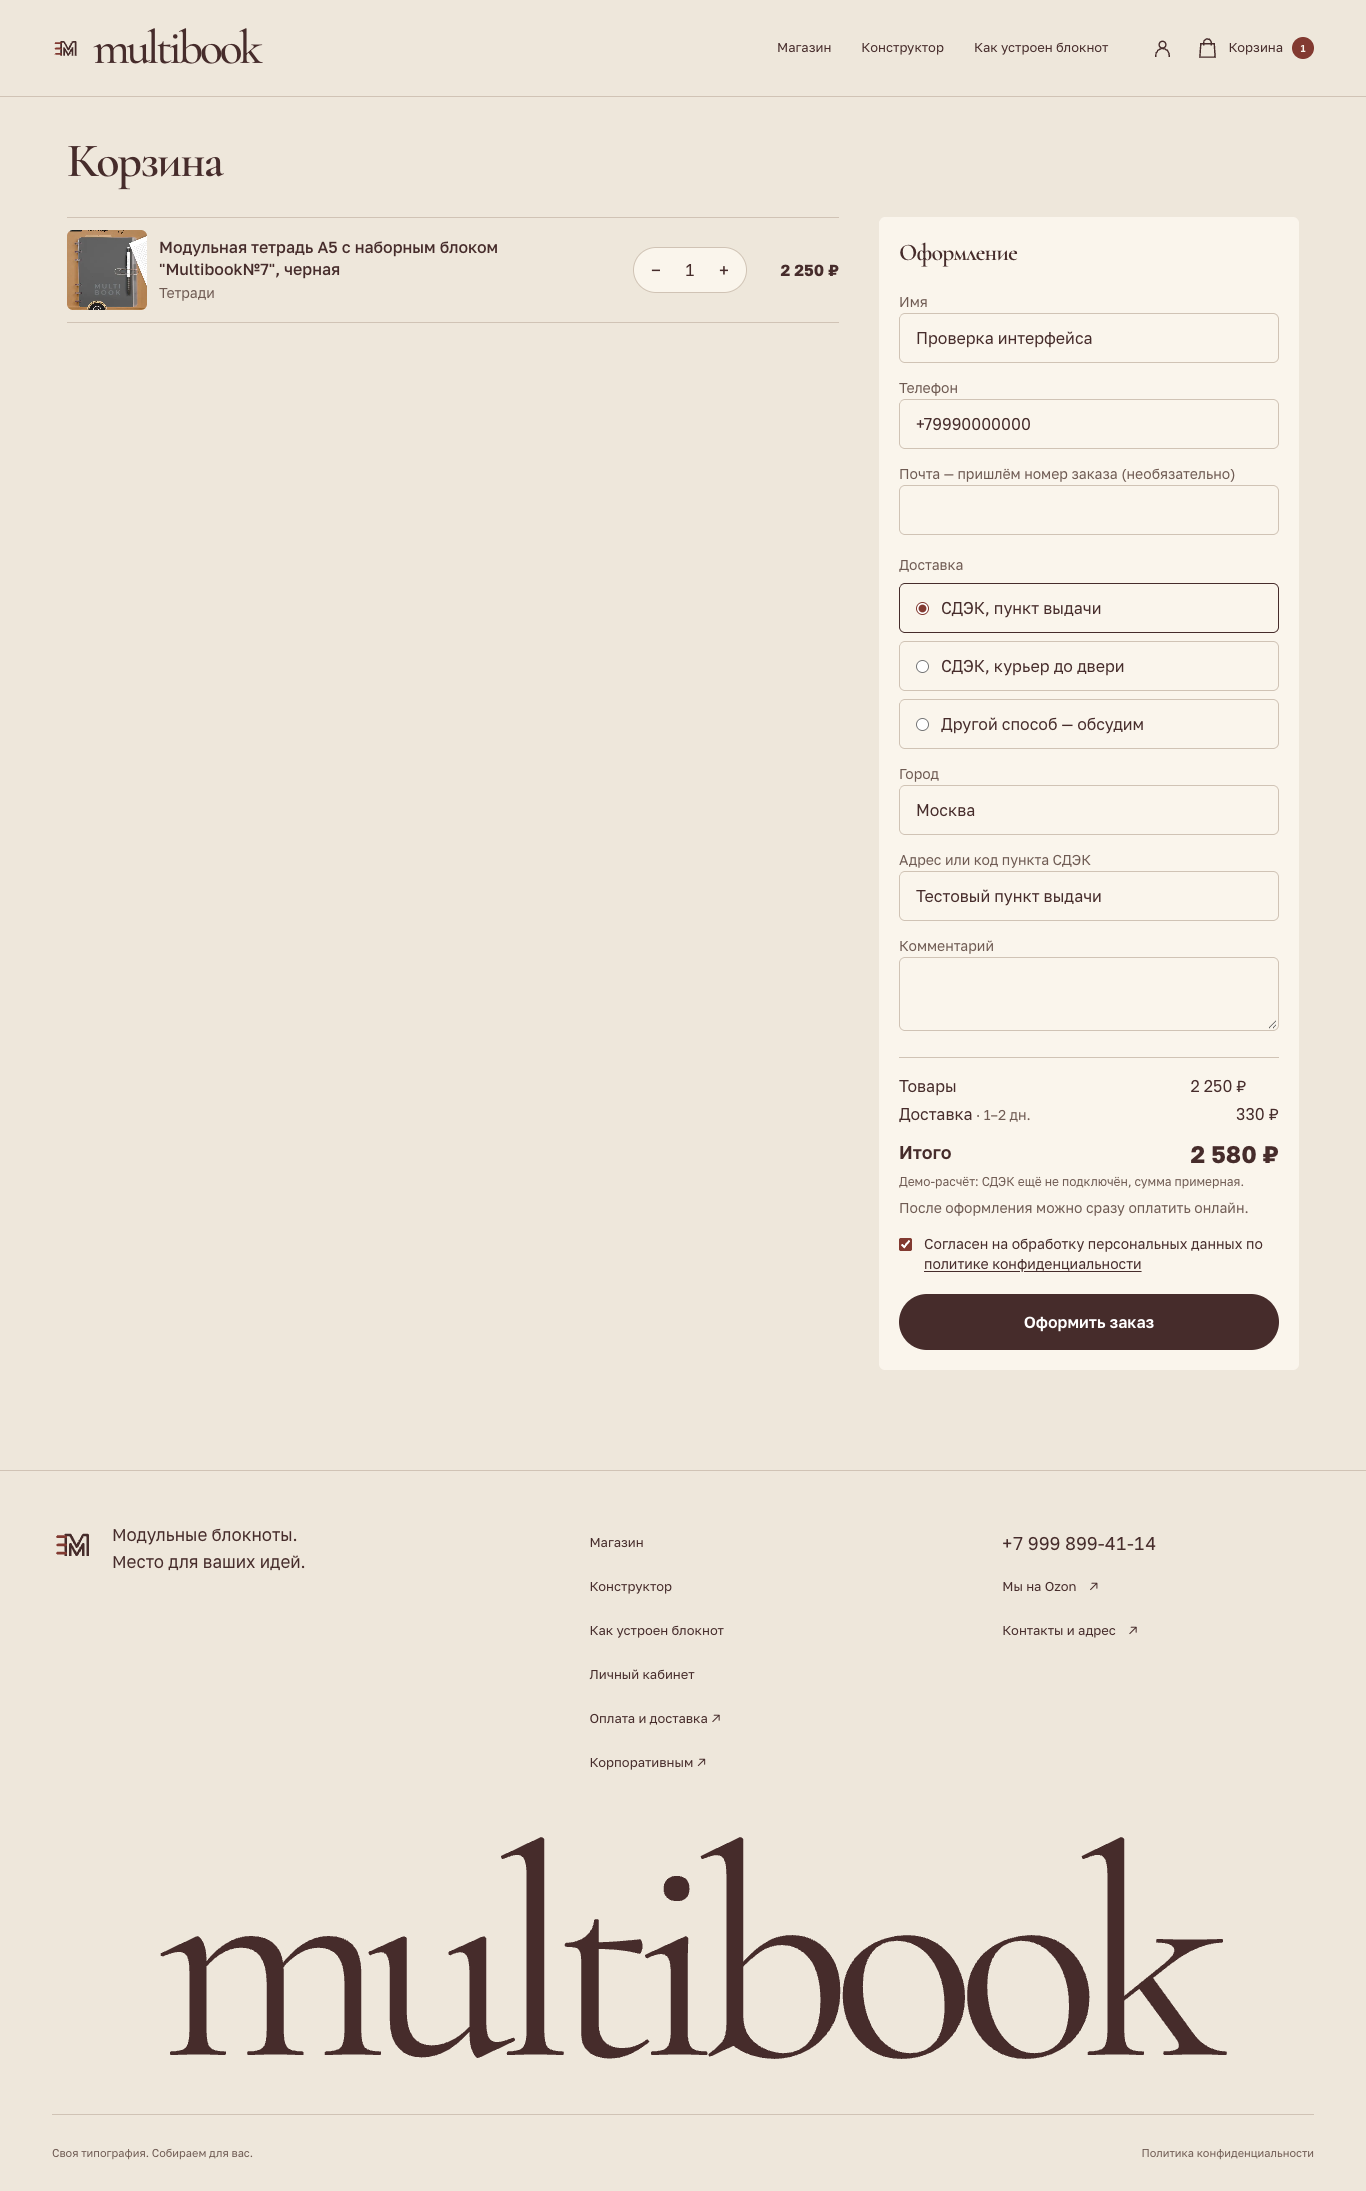 multibook
Магазин
Конструктор
Как устроен блокнот
Корзина
1
Корзина
Модульная тетрадь А5 с наборным блоком
"Multibook№7", черная
Тетради
− 1 +
2 250 ₽
MULTI
BOOK
Оформление
Имя
Проверка интерфейса
Телефон
+79990000000
Почта — пришлём номер заказа (необязательно)
Доставка
СДЭК, пункт выдачи
СДЭК, курьер до двери
Другой способ — обсудим
Город
Москва
Адрес или код пункта СДЭК
Тестовый пункт выдачи
Комментарий
Товары 2 250 ₽
Доставка · 1–2 дн. 330 ₽
Итого 2 580 ₽
Демо-расчёт: СДЭК ещё не подключён, сумма примерная.
После оформления можно сразу оплатить онлайн.
Согласен на обработку персональных данных по
политике конфиденциальности
Оформить заказ
Модульные блокноты.
Место для ваших идей.
Магазин
Конструктор
Как устроен блокнот
Личный кабинет
Оплата и доставка ↗
Корпоративным ↗
+7 999 899-41-14
Мы на Ozon ↗
Контакты и адрес ↗
multibook
Своя типография. Собираем для вас.
Политика конфиденциальности